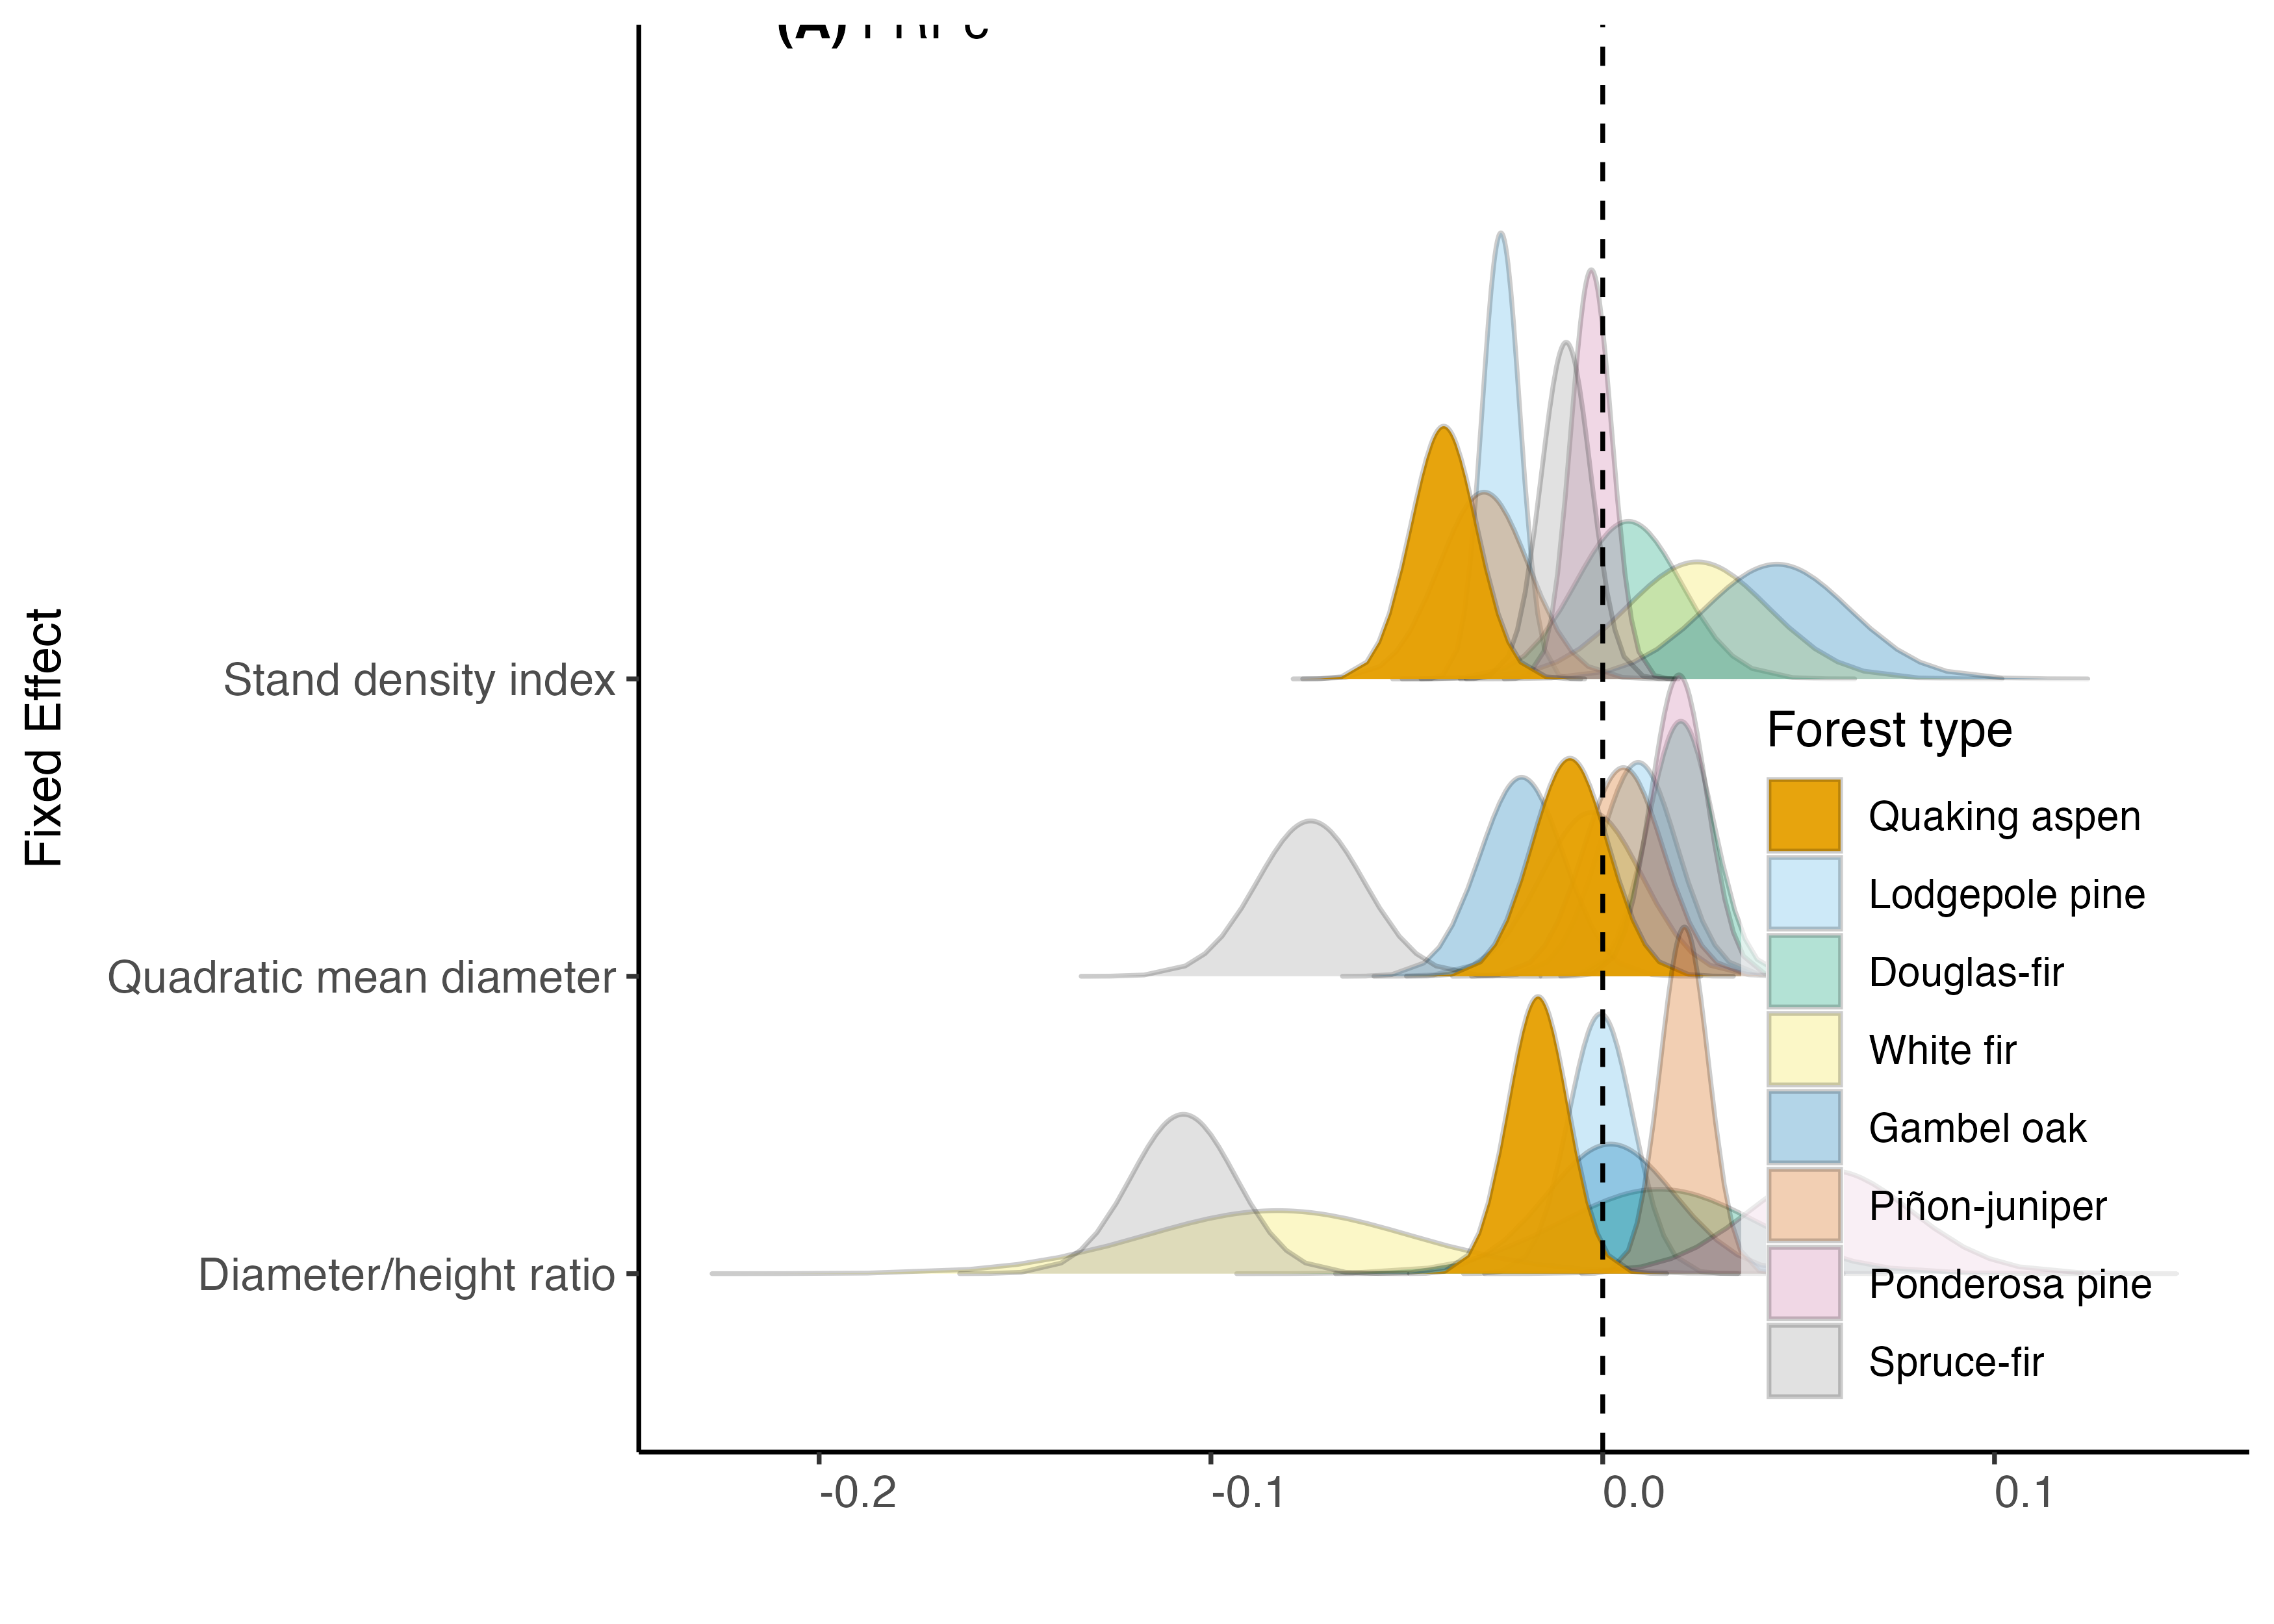 (A)
Fixed Effect
Stand density index
Quadratic mean diameter
Diameter/height ratio
Forest type
Quaking aspen
Lodgepole pine
Douglas-fir
White fir
Gambel oak
Piñon-juniper
Ponderosa pine
Spruce-fir
-0.2
-0.1
0.0
0.1